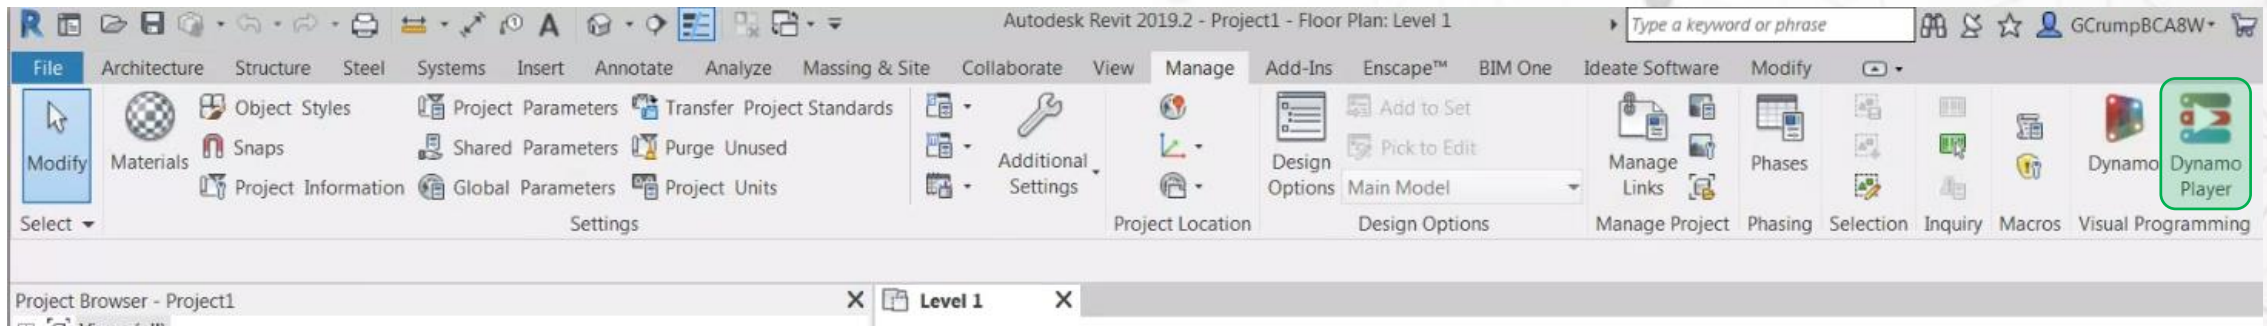 Autodesk Revit 2019.2 - Project1 - Floor Plan: Level 1 Type a keyword or phrase GCrumpBCA8W
File Architecture Structure Steel Systems Insert Annotate Analyze Massing & Site Collaborate View Manage Add-Ins Enscape™ BIM One Ideate Software Modify
Object Styles Project Parameters Transfer Project Standards Add to Set
Snaps Shared Parameters Purge Unused Pick to Edit
Modify Materials Additional Settings Design Options Manage Links Phases Dynamo Dynamo Player
Project Information Global Parameters Project Units Main Model
Select Settings Project Location Design Options Manage Project Phasing Selection Inquiry Macros Visual Programming
Project Browser - Project1 Level 1